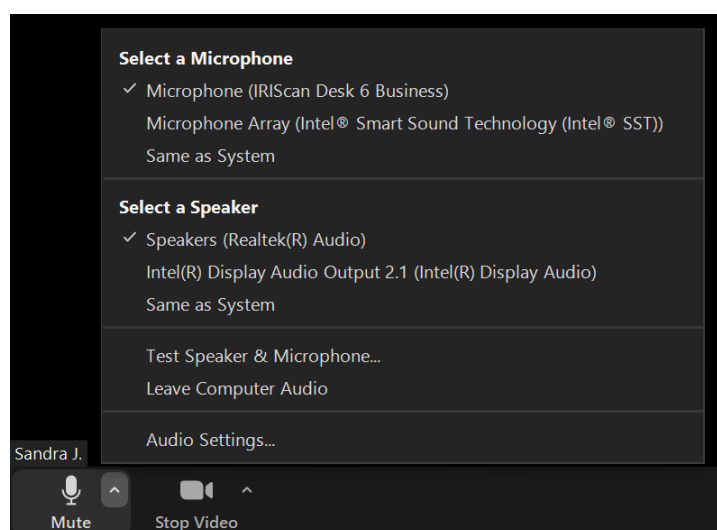 Select a Microphone
✓ Microphone (IRIScan Desk 6 Business)
Microphone Array (Intel® Smart Sound Technology (Intel® SST))
Same as System
Select a Speaker
✓ Speakers (Realtek(R) Audio)
Intel(R) Display Audio Output 2.1 (Intel(R) Display Audio)
Same as System
Test Speaker & Microphone...
Leave Computer Audio
Audio Settings...
Sandra J.
Mute Stop Video